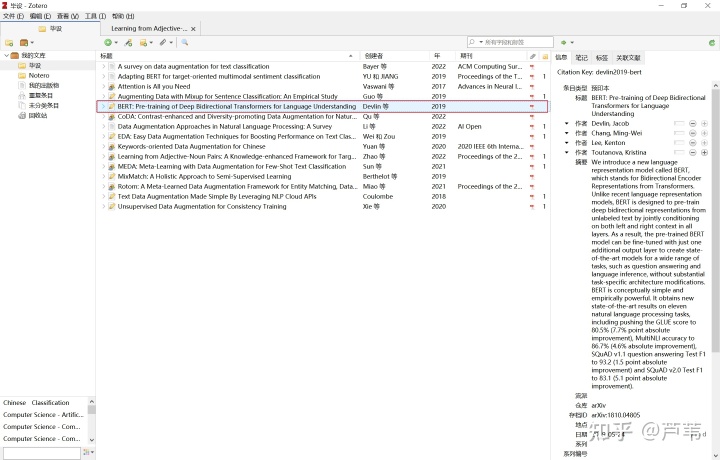 毕设 - Zotero
文件(F) 编辑(E) 查看(V) 工具(T) 帮助(H)
毕设
Learning from Adjective-...
所有字段和标签
我的文库
毕设
Notero
我的出版物
重复条目
未分类条目
回收站
标题 创建者 年 期刊
A survey on data augmentation for text classification Bayer 等 2022 ACM Computing Sur...
Adapting BERT for target-oriented multimodal sentiment classification YU 和 JIANG 2019 Proceedings of the T... 1
Attention is All you Need Vaswani 等 2017 Advances in Neural I... 1
Augmenting Data with Mixup for Sentence Classification: An Empirical Study Guo 等 2019 1
BERT: Pre-training of Deep Bidirectional Transformers for Language Understanding Devlin 等 2019 1
CoDA: Contrast-enhanced and Diversity-promoting Data Augmentation for Natur... Qu 等 2022
Data Augmentation Approaches in Natural Language Processing: A Survey Li 等 2022 AI Open 1
EDA: Easy Data Augmentation Techniques for Boosting Performance on Text Clas... Wei 和 Zou 2019 1
Keywords-oriented Data Augmentation for Chinese Yuan 等 2020 2020 IEEE 6th Interna... 1
Learning from Adjective-Noun Pairs: A Knowledge-enhanced Framework for Targ... Zhao 等 2022 Proceedings of the 2... 1
MEDA: Meta-Learning with Data Augmentation for Few-Shot Text Classification Sun 等 2021 1
MixMatch: A Holistic Approach to Semi-Supervised Learning Berthelot 等 2019
Rotom: A Meta-Learned Data Augmentation Framework for Entity Matching, Data... Miao 等 2021 Proceedings of the 2... 1
Text Data Augmentation Made Simple By Leveraging NLP Cloud APIs Coulombe 2018 1
Unsupervised Data Augmentation for Consistency Training Xie 等 2020 1
信息 笔记 标签 关联文献
Citation Key: devlin2019-bert
条目类型 预印本
标题 BERT: Pre-training of Deep Bidirectional
Transformers for Language
Understanding
作者 Devlin, Jacob
作者 Chang, Ming-Wei
作者 Lee, Kenton
作者 Toutanova, Kristina
摘要 We introduce a new language
representation model called BERT,
which stands for Bidirectional Encoder
Representations from Transformers.
Unlike recent language representation
models, BERT is designed to pre-train
deep bidirectional representations from
unlabeled text by jointly conditioning
on both left and right context in all
layers. As a result, the pre-trained BERT
model can be fine-tuned with just one
additional output layer to create state-
of-the-art models for a wide range of
tasks, such as question answering and
language inference, without substantial
task-specific architecture modifications.
BERT is conceptually simple and
empirically powerful. It obtains new
state-of-the-art results on eleven
natural language processing tasks,
including pushing the GLUE score to
80.5% (7.7% point absolute
improvement), MultiNLI accuracy to
86.7% (4.6% absolute improvement),
SQuAD v1.1 question answering Test F1
to 93.2 (1.5 point absolute
improvement) and SQuAD v2.0 Test F1
to 83.1 (5.1 point absolute
improvement).
流派
仓库 arXiv
存档ID arXiv:1810.04805
地点
日期
系列
系列编号
Chinese Classification
Computer Science - Artific...
Computer Science - Com...
Computer Science - Com...
知乎 @芦苇